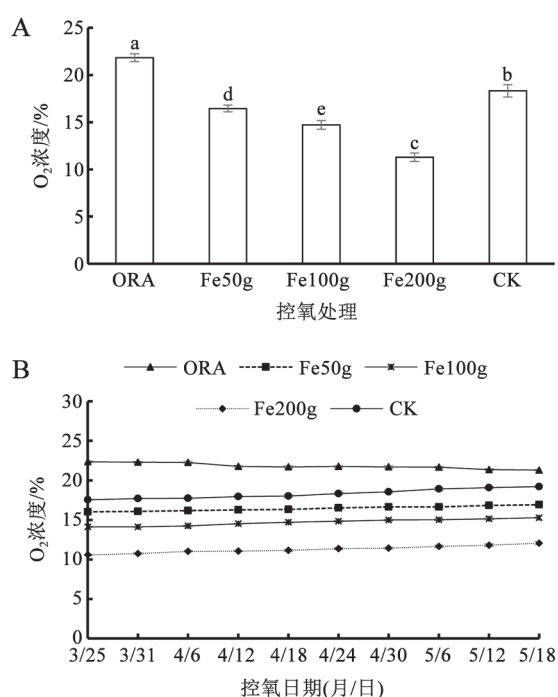 A
25
20
15
10
5
0
O₂浓度/%
a
d
e
c
b
ORA Fe50g Fe100g Fe200g CK
控氧处理
B
ORA Fe50g Fe100g
Fe200g CK
30
25
20
15
10
5
0
O₂浓度/%
3/25 3/31 4/6 4/12 4/18 4/24 4/30 5/6 5/12 5/18
控氧日期(月/日)